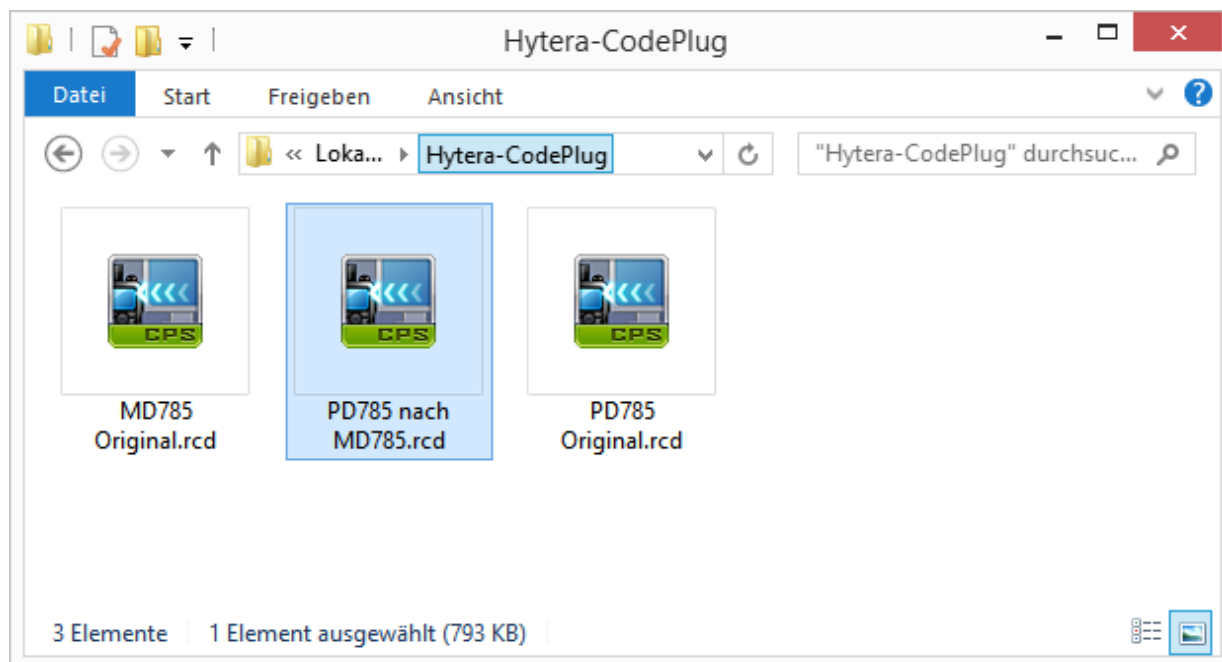 Hytera-CodePlug
Datei Start Freigeben Ansicht
« Loka... Hytera-CodePlug "Hytera-CodePlug" durchsuc...
CPS CPS CPS
MD785 PD785 nach PD785
Original.rcd MD785.rcd Original.rcd
3 Elemente 1 Element ausgewählt (793 KB)